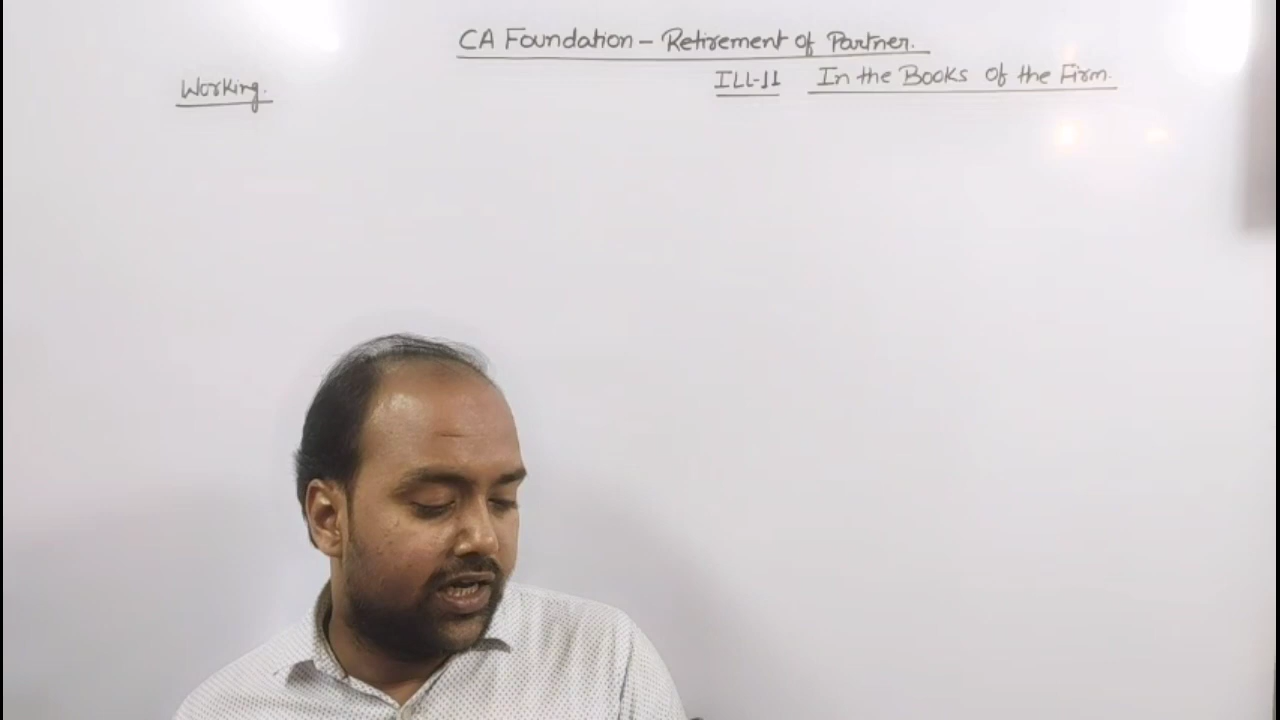 CA Foundation - Retirement of Partner.
Working.
ILL-11 In the Books of the Firm.